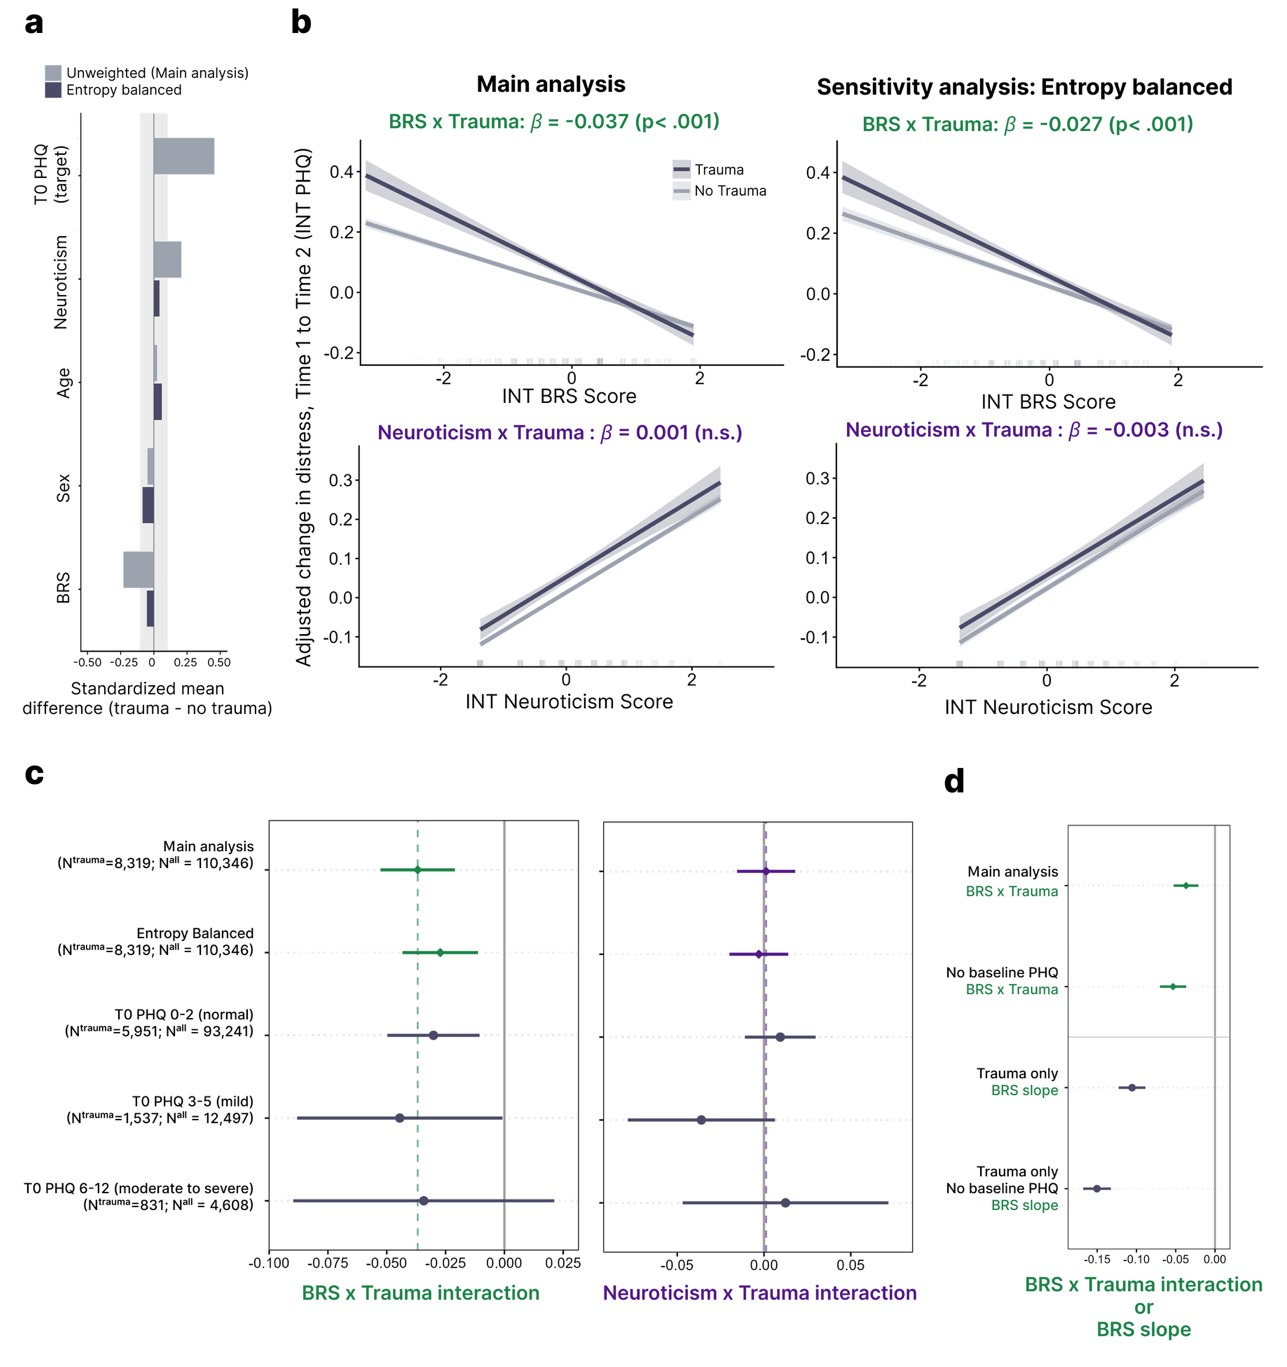 a
Unweighted (Main analysis)
Entropy balanced
T0 PHQ
(target)
Neuroticism
Age
Sex
BRS
-0.50 -0.25 0 0.25 0.50
Standardized mean
difference (trauma - no trauma)
b
Adjusted change in distress, Time 1 to Time 2 (INT PHQ)
Main analysis
BRS x Trauma: β = -0.037 (p< .001)
Trauma
No Trauma
0.4
0.2
0.0
-0.2
-2 0 2
INT BRS Score
Sensitivity analysis: Entropy balanced
BRS x Trauma: β = -0.027 (p< .001)
0.4
0.2
0.0
-0.2
-2 0 2
INT BRS Score
Neuroticism x Trauma : β = 0.001 (n.s.)
0.3
0.2
0.1
0.0
-0.1
-2 0 2
INT Neuroticism Score
Neuroticism x Trauma : β = -0.003 (n.s.)
0.3
0.2
0.1
0.0
-0.1
-2 0 2
INT Neuroticism Score
c
Main analysis
(Ntrauma=8,319; Nall = 110,346)
Entropy Balanced
(Ntrauma=8,319; Nall = 110,346)
T0 PHQ 0-2 (normal)
(Ntrauma=5,951; Nall = 93,241)
T0 PHQ 3-5 (mild)
(Ntrauma=1,537; Nall = 12,497)
T0 PHQ 6-12 (moderate to severe)
(Ntrauma=831; Nall = 4,608)
-0.100 -0.075 -0.050 -0.025 0.000 0.025
BRS x Trauma interaction
-0.05 0.00 0.05
Neuroticism x Trauma interaction
d
Main analysis
BRS x Trauma
No baseline PHQ
BRS x Trauma
Trauma only
BRS slope
Trauma only
No baseline PHQ
BRS slope
-0.15 -0.10 -0.05 0.00
BRS x Trauma interaction
or
BRS slope